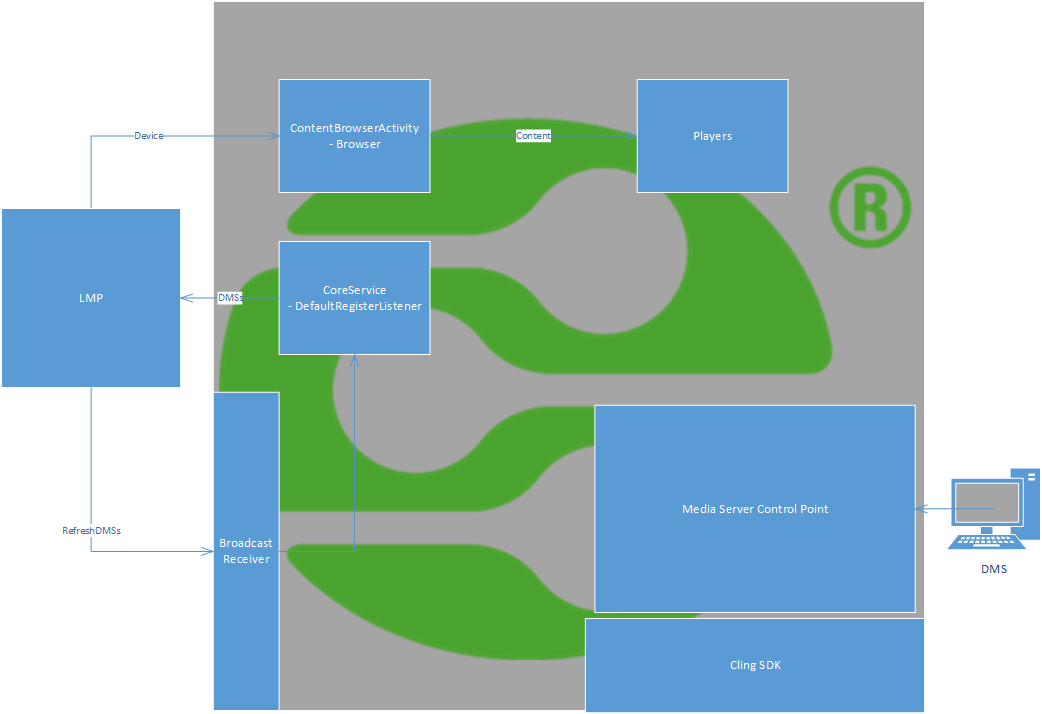 Device
ContentBrowserActivity
- Browser
Content
Players
®
LMP
DMSs
CoreService
- DefaultRegisterListener
RefreshDMSs
Broadcast
Receiver
Media Server Control Point
DMS
Cling SDK